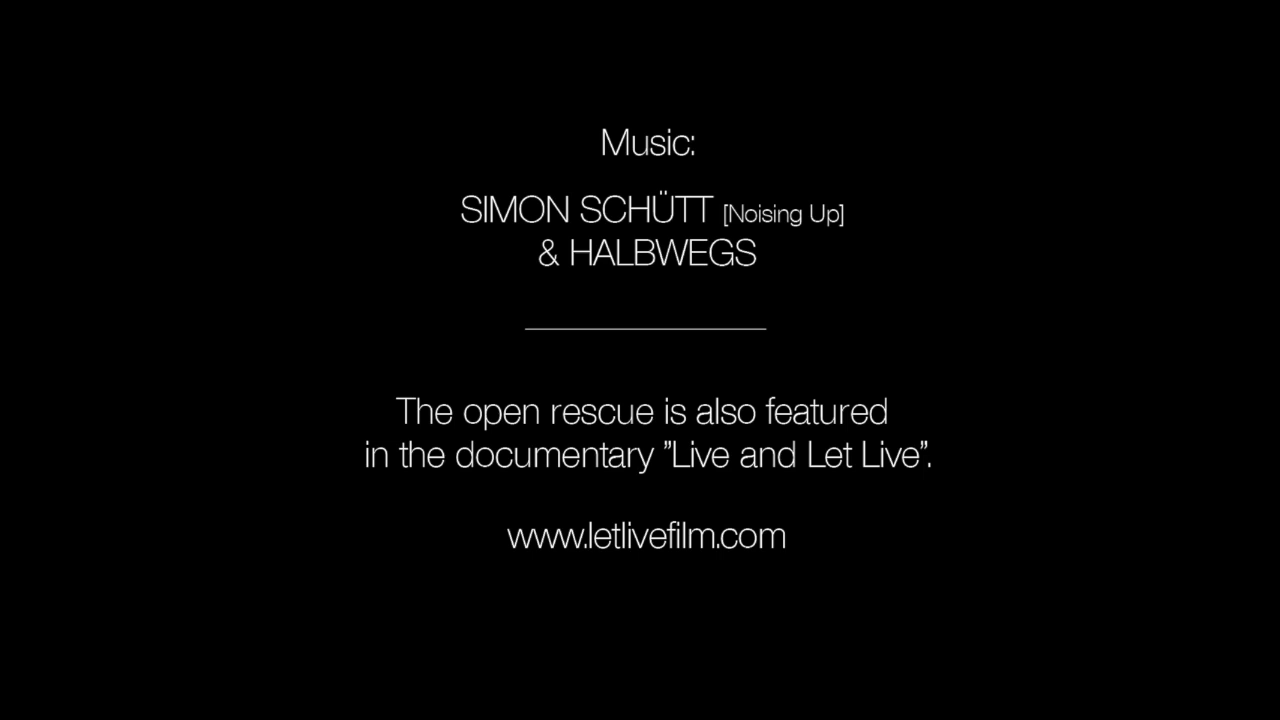 Music:
SIMON SCHÜTT [Noising Up]
& HALBWEGS
The open rescue is also featured
in the documentary ”Live and Let Live”.
www.letlivefilm.com